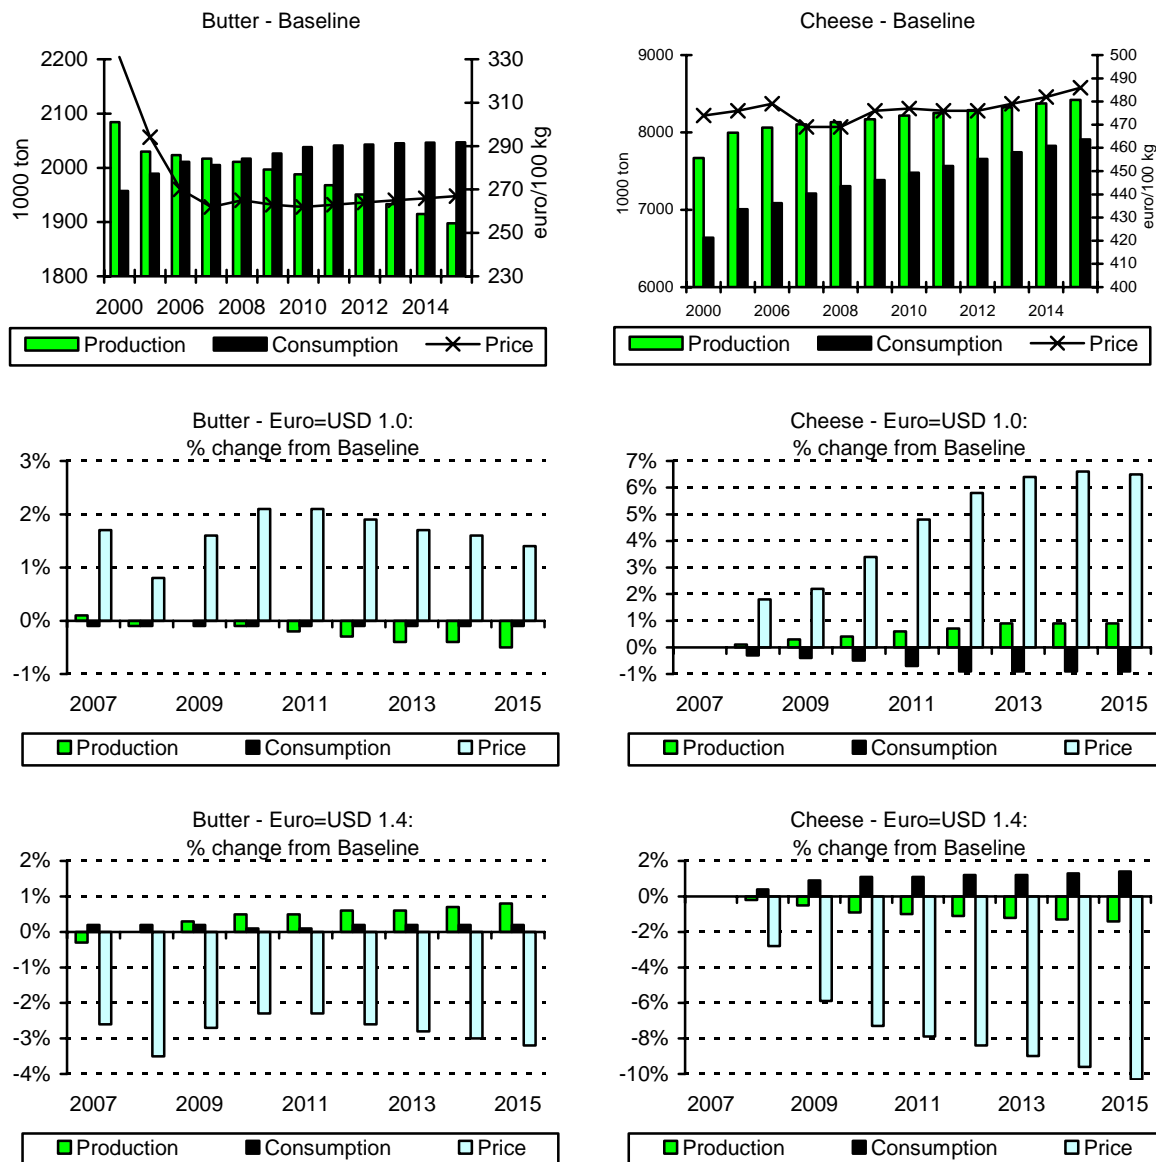 Butter - Baseline
2200
2100
2000
1900
1800
1000 ton
330
310
290
270
250
230
euro/100 kg
2000 2006 2008 2010 2012 2014
Production Consumption Price
Cheese - Baseline
9000
8000
7000
6000
1000 ton
500
490
480
470
460
450
440
430
420
410
400
euro/100 kg
2000 2006 2008 2010 2012 2014
Production Consumption Price
Butter - Euro=USD 1.0:
% change from Baseline
3%
2%
1%
0%
-1%
2007 2009 2011 2013 2015
Production Consumption Price
Cheese - Euro=USD 1.0:
% change from Baseline
7%
6%
5%
4%
3%
2%
1%
0%
-1%
2007 2009 2011 2013 2015
Production Consumption Price
Butter - Euro=USD 1.4:
% change from Baseline
2%
1%
0%
-1%
-2%
-3%
-4%
2007 2009 2011 2013 2015
Production Consumption Price
Cheese - Euro=USD 1.4:
% change from Baseline
2%
0%
-2%
-4%
-6%
-8%
-10%
2007 2009 2011 2013 2015
Production Consumption Price